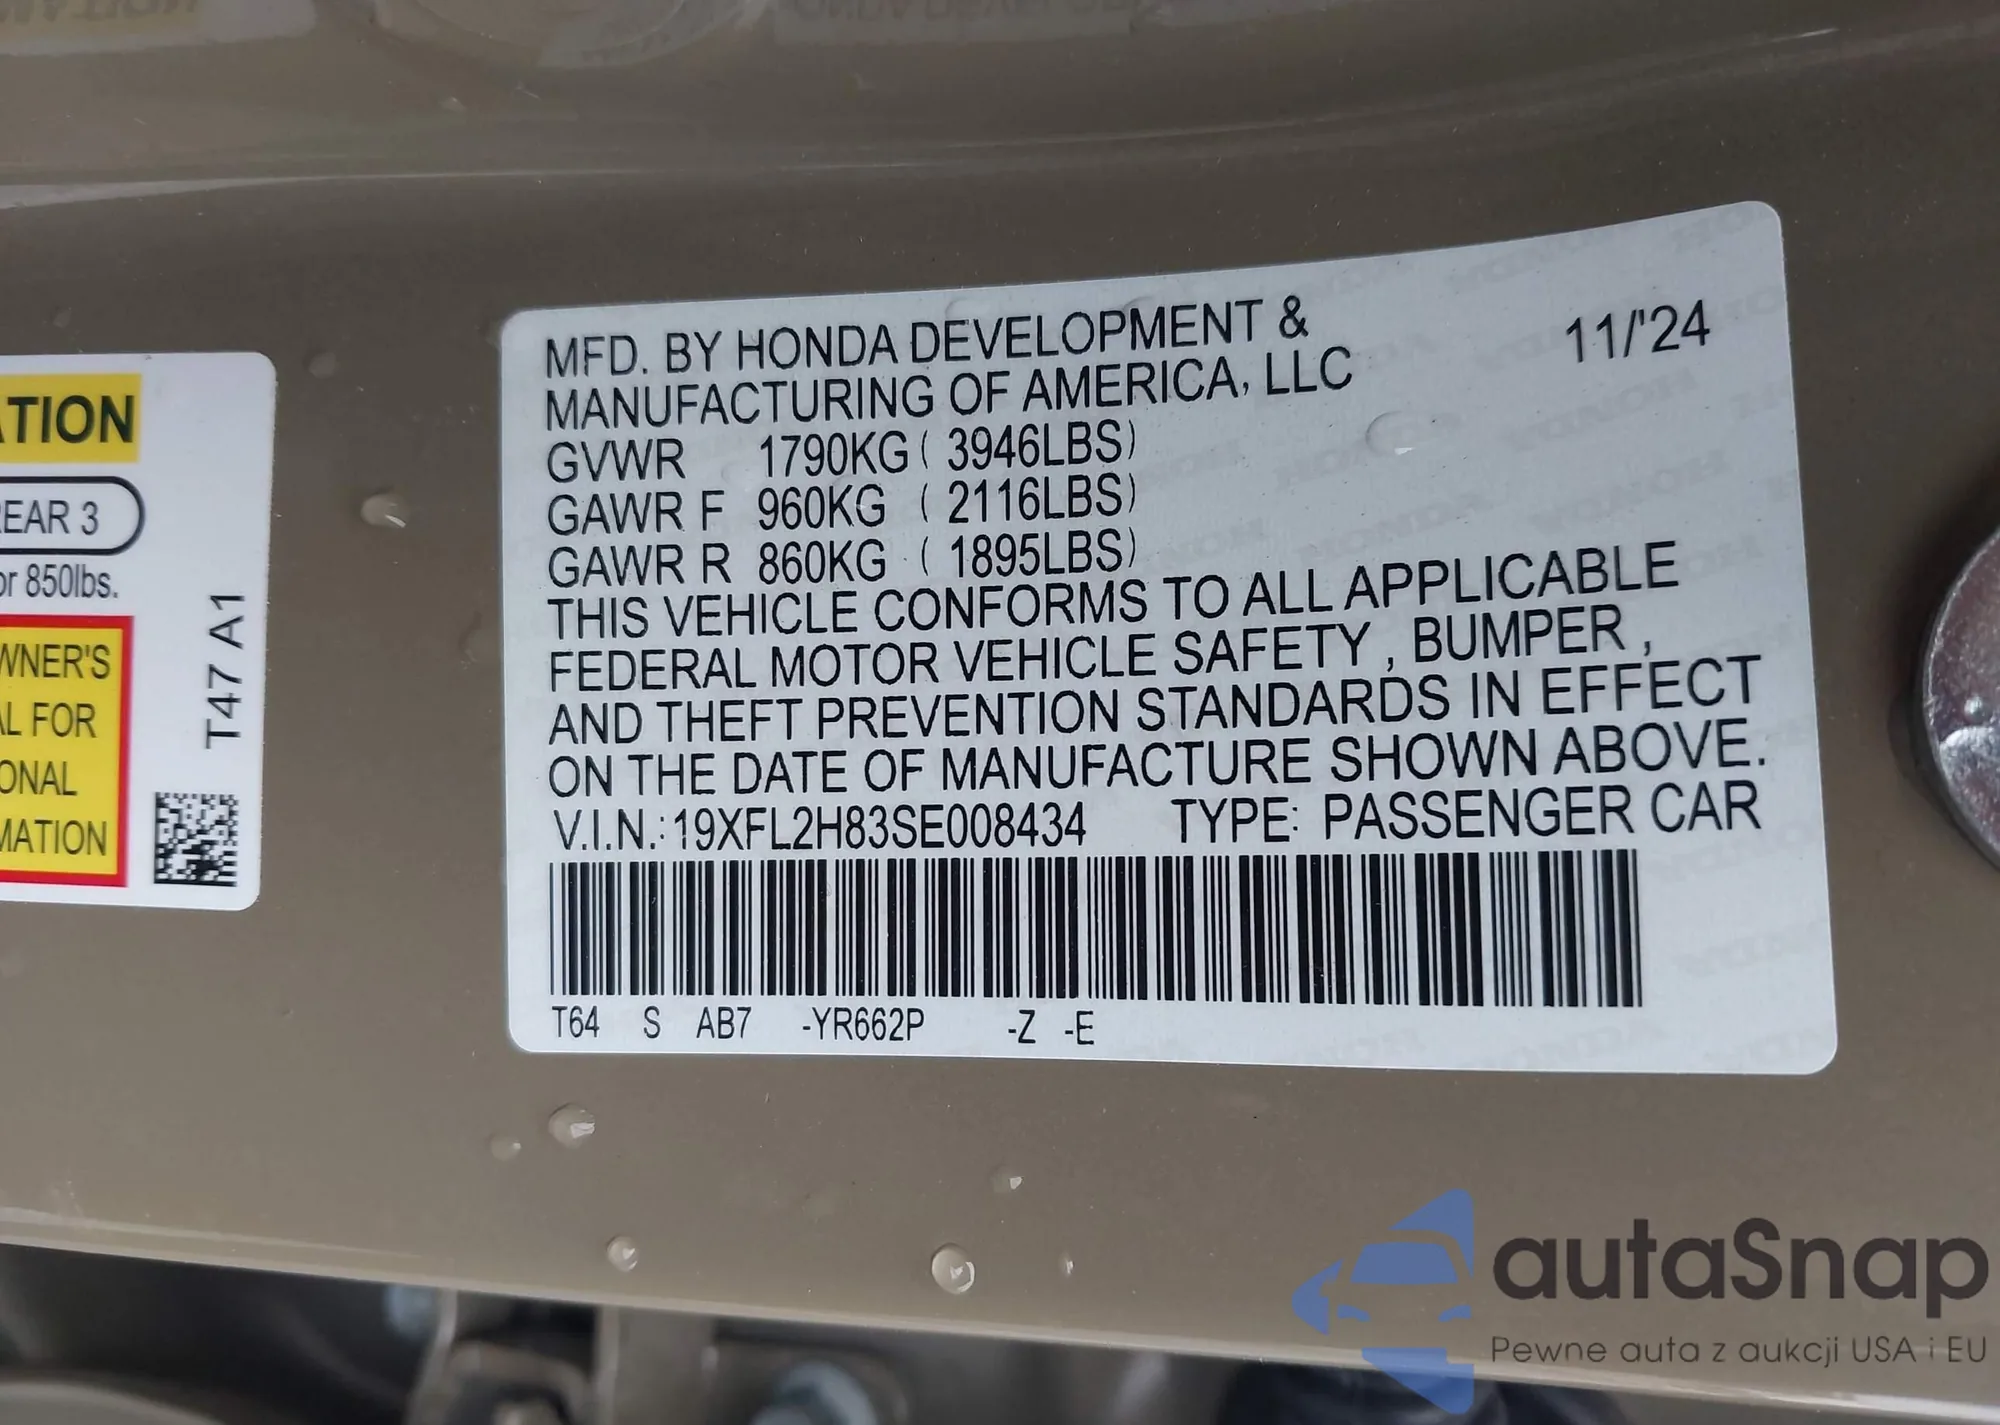 ATION
REAR 3
or 850lbs.
WNER'S
AL FOR
ONAL
MATION
T47 A1
MFD. BY HONDA DEVELOPMENT &
MANUFACTURING OF AMERICA, LLC
11/'24
GVWR 1790KG ( 3946LBS)
GAWR F 960KG ( 2116LBS)
GAWR R 860KG ( 1895LBS)
THIS VEHICLE CONFORMS TO ALL APPLICABLE
FEDERAL MOTOR VEHICLE SAFETY , BUMPER ,
AND THEFT PREVENTION STANDARDS IN EFFECT
ON THE DATE OF MANUFACTURE SHOWN ABOVE.
V.I.N.:19XFL2H83SE008434 TYPE: PASSENGER CAR
T64 S AB7 -YR662P -Z -E
autaSnap
Pewne auta z aukcji USA i EU